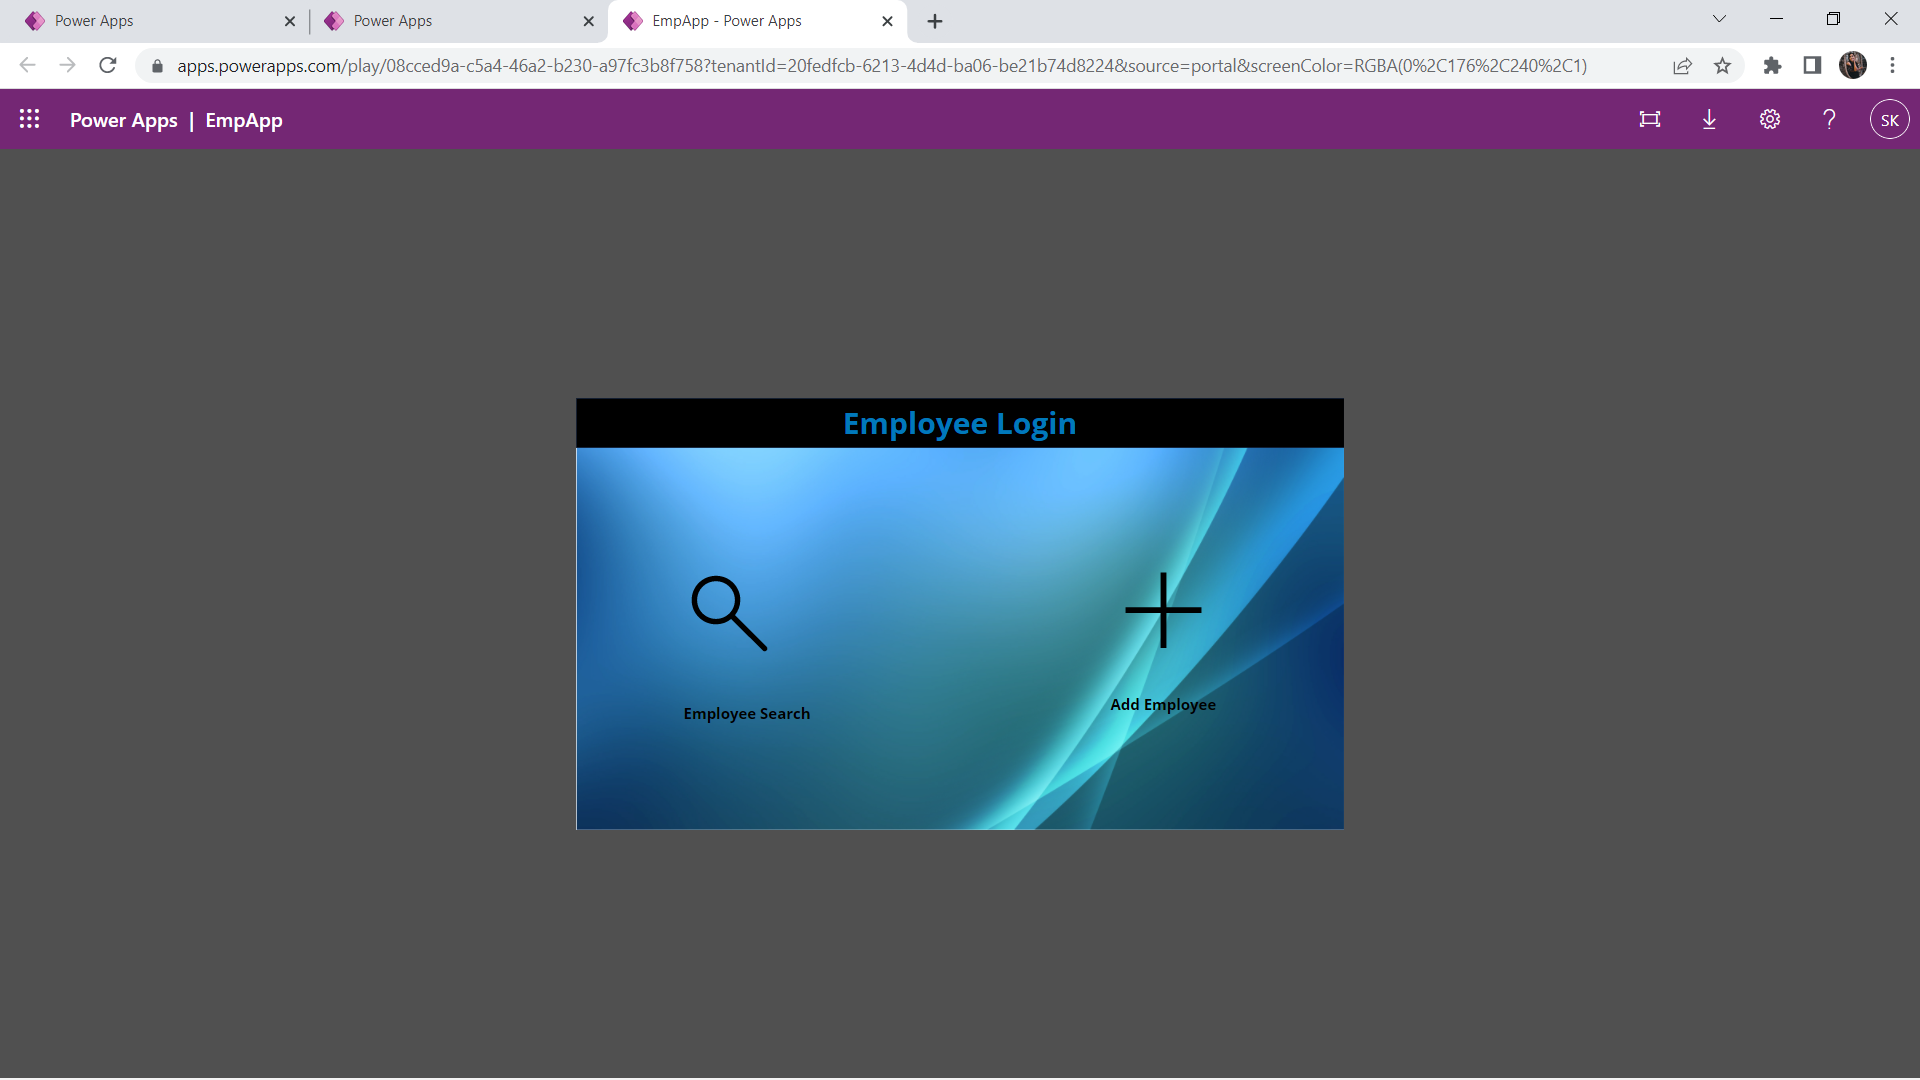 Power Apps
Power Apps
EmpApp - Power Apps
apps.powerapps.com/play/08cced9a-c5a4-46a2-b230-a97fc3b8f758?tenantId=20fedfcb-6213-4d4d-ba06-be21b74d8224&source=portal&screenColor=RGBA(0%2C176%2C240%2C1)
Power Apps | EmpApp
SK
Employee Login
Employee Search
Add Employee